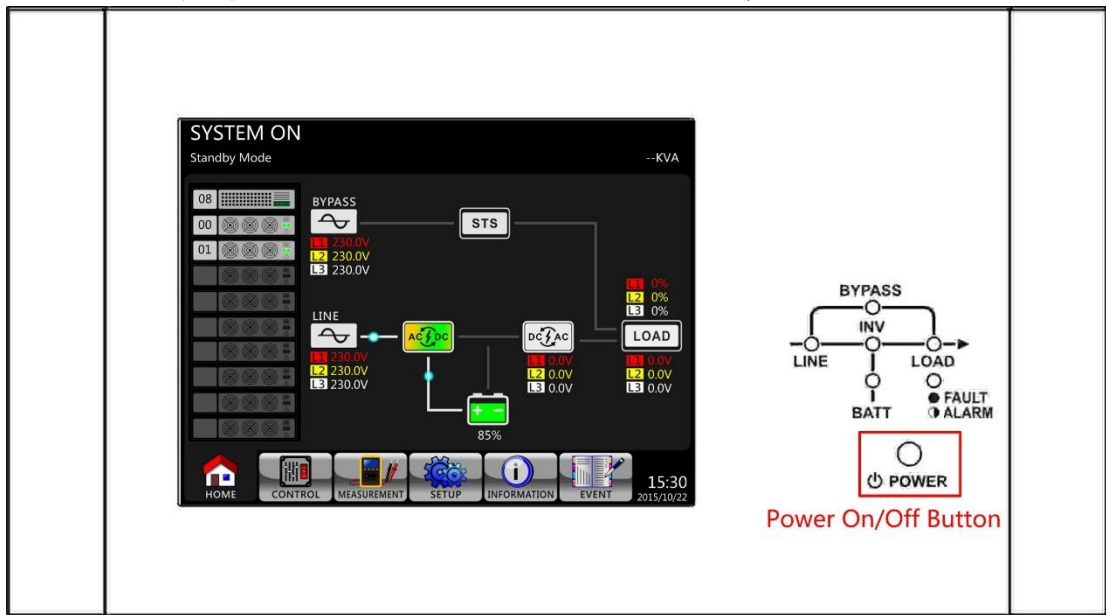 SYSTEM ON
Standby Mode
--KVA
08
00
01
BYPASS
L1 230.0V
L2 230.0V
L3 230.0V
STS
LINE
L1 230.0V
L2 230.0V
L3 230.0V
AC DC
DC AC
L1 0.0V
L2 0.0V
L3 0.0V
L1 0%
L2 0%
L3 0%
LOAD
L1 0.0V
L2 0.0V
L3 0.0V
+ -
85%
HOME
CONTROL
MEASUREMENT
SETUP
INFORMATION
EVENT
15:30
2015/10/22
BYPASS
INV
LINE
LOAD
BATT
FAULT
ALARM
POWER
Power On/Off Button